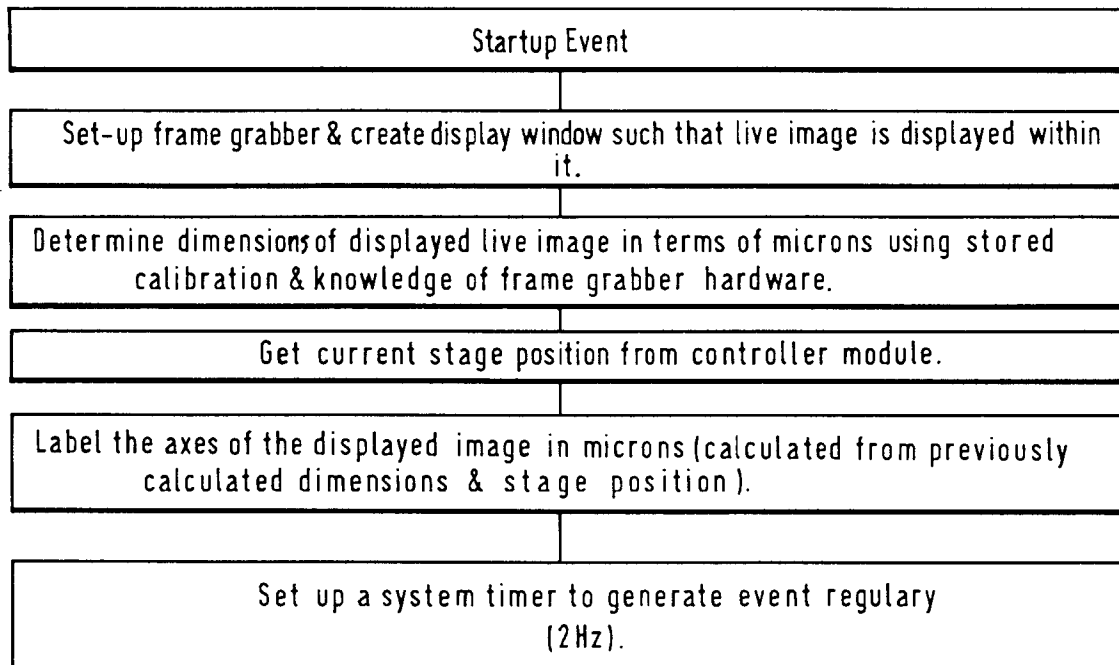 Startup Event
Set-up frame grabber & create display window such that live image is displayed within
it.
Determine dimensions of displayed live image in terms of microns using stored
calibration & knowledge of frame grabber hardware.
Get current stage position from controller module.
Label the axes of the displayed image in microns (calculated from previously
calculated dimensions & stage position).
Set up a system timer to generate event regulary
(2Hz).